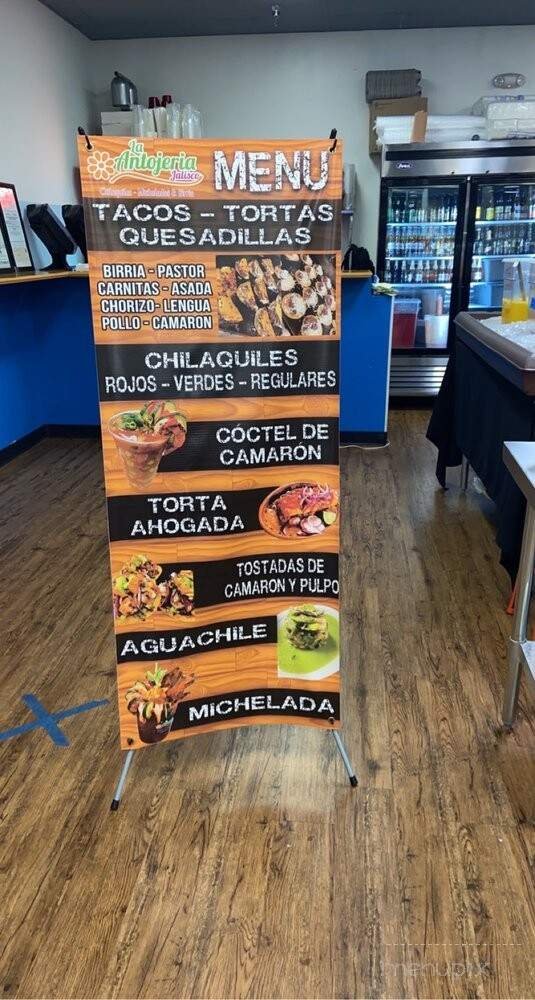 La
Antojeria
Jalisco
MENU
TACOS - TORTAS
QUESADILLAS
BIRRIA - PASTOR
CARNITAS - ASADA
CHORIZO- LENGUA
POLLO - CAMARON
CHILAQUILES
ROJOS - VERDES - REGULARES
CÓCTEL DE
CAMARÓN
TORTA
AHOGADA
TOSTADAS DE
CAMARON Y PULPO
AGUACHILE
MICHELADA
menupix